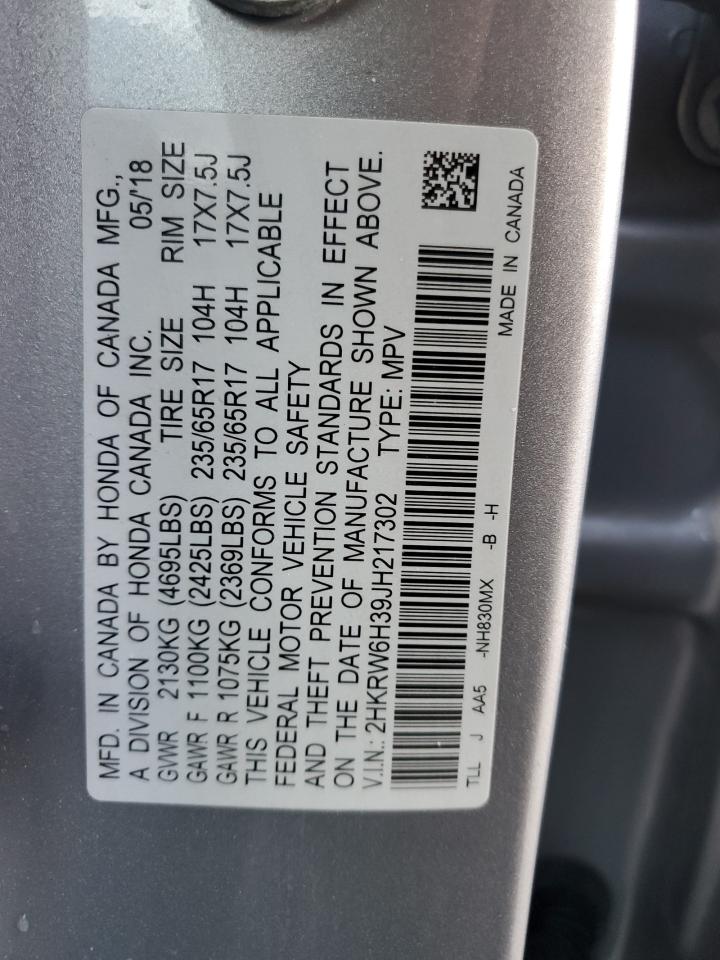 MFD. IN CANADA BY HONDA OF CANADA MFG.,
A DIVISION OF HONDA CANADA INC. 05/'18
GVWR 2130KG (4695LBS) TIRE SIZE RIM SIZE
GAWR F 1100KG (2425LBS) 235/65R17 104H 17X7.5J
GAWR R 1075KG (2369LBS) 235/65R17 104H 17X7.5J
THIS VEHICLE CONFORMS TO ALL APPLICABLE
FEDERAL MOTOR VEHICLE SAFETY
AND THEFT PREVENTION STANDARDS IN EFFECT
ON THE DATE OF MANUFACTURE SHOWN ABOVE.
V.I.N.: 2HKRW6H39JH217302 TYPE: MPV
TLL J AA5 -NH830MX -B -H
MADE IN CANADA